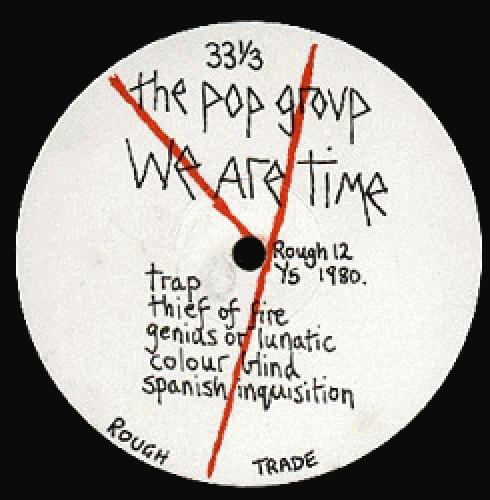 33⅓
the pop group
We Are time
Rough 12
Y5 1980.
trap
thief of fire
genius or lunatic
colour blind
spanish inquisition
ROUGH TRADE